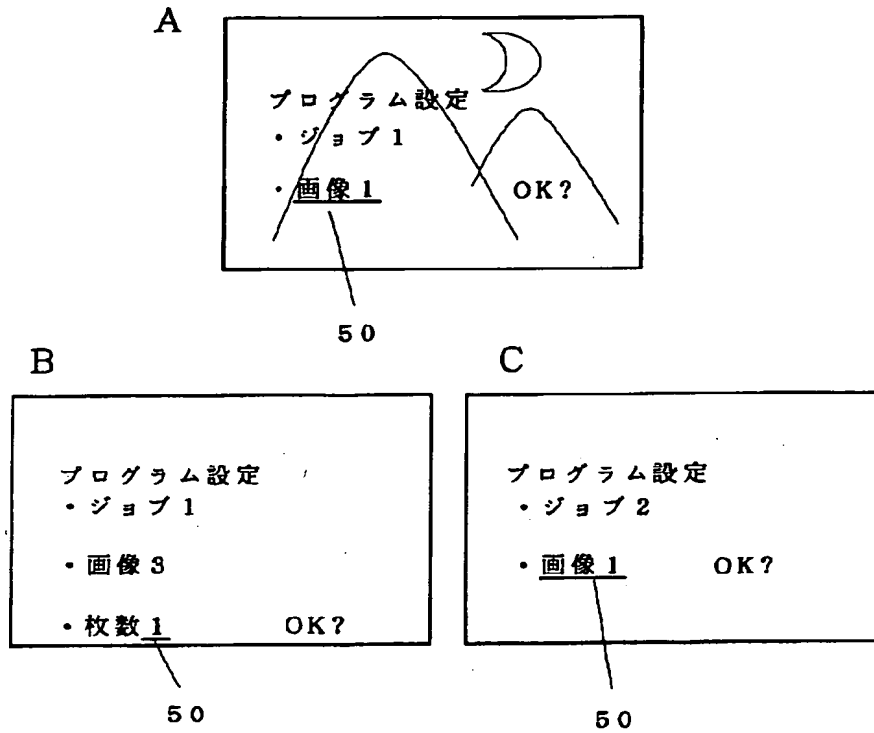 A
プログラム設定
・ジョブ1
・画像1 OK?
50
B
プログラム設定
・ジョブ1
・画像3
・枚数1 OK?
50
C
プログラム設定
・ジョブ2
・画像1 OK?
50